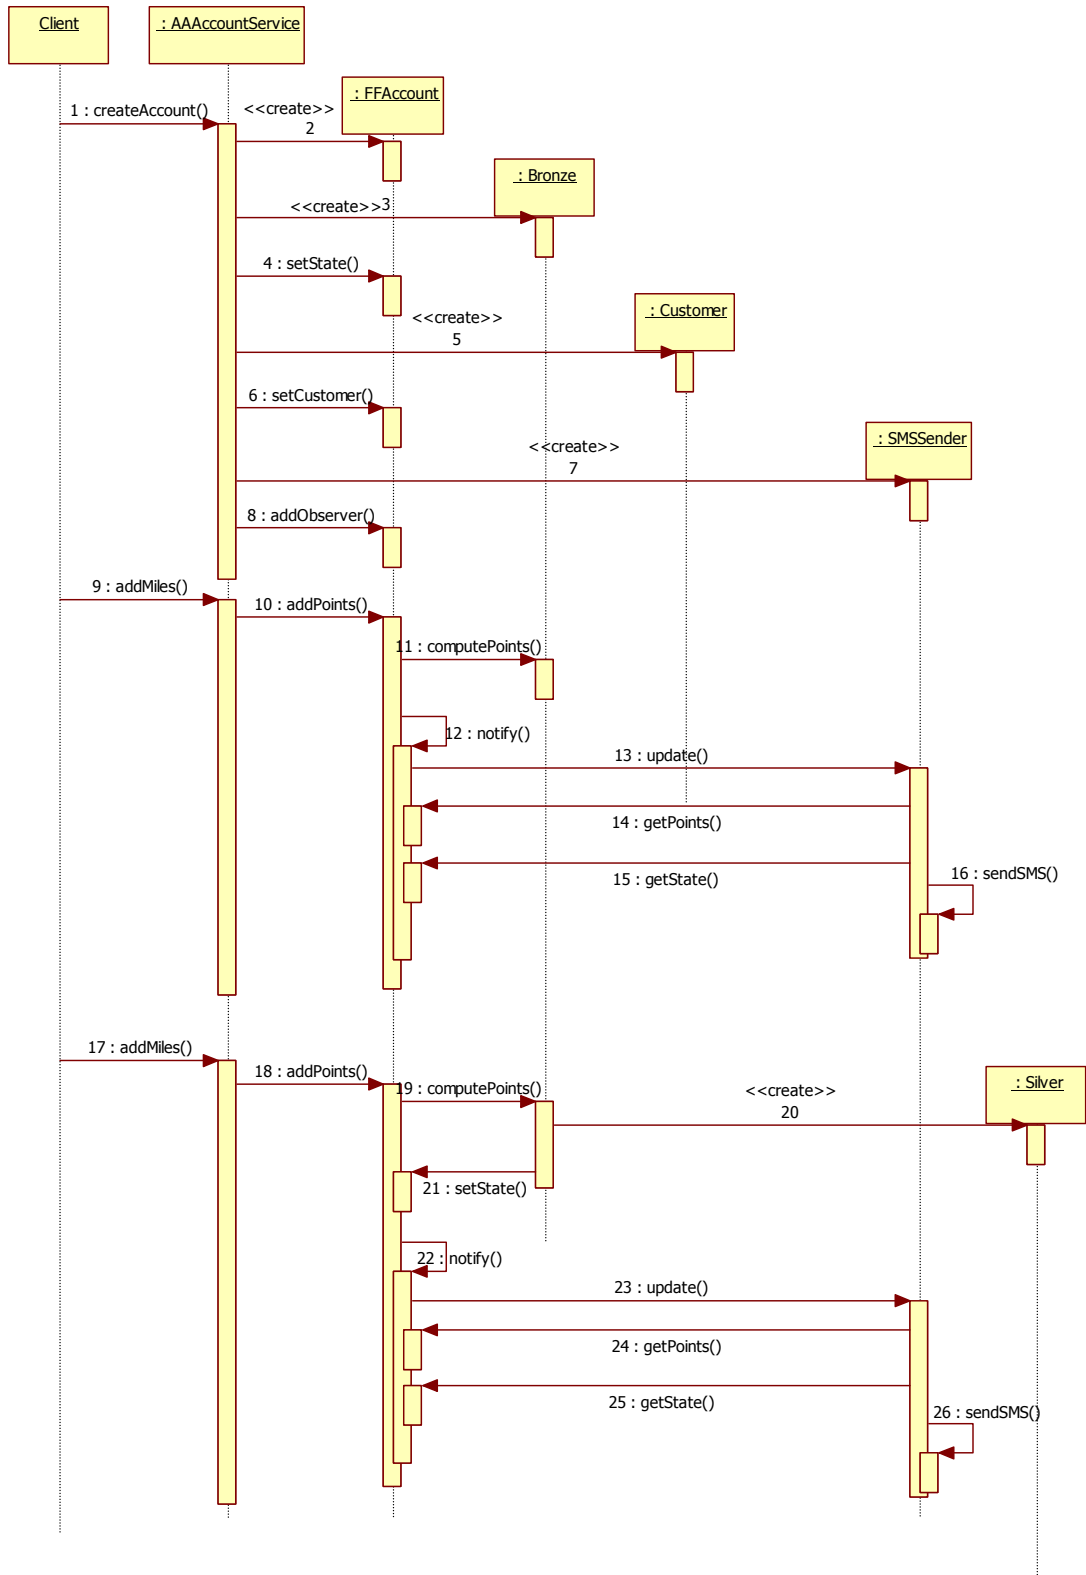 Client
: AAAccountService
: FFAccount
1 : createAccount()
<<create>>
2
: Bronze
<<create>>3
4 : setState()
: Customer
<<create>>
5
6 : setCustomer()
: SMSSender
<<create>>
7
8 : addObserver()
9 : addMiles()
10 : addPoints()
11 : computePoints()
12 : notify()
13 : update()
14 : getPoints()
15 : getState()
16 : sendSMS()
17 : addMiles()
18 : addPoints()
19 : computePoints()
: Silver
<<create>>
20
21 : setState()
22 : notify()
23 : update()
24 : getPoints()
25 : getState()
26 : sendSMS()